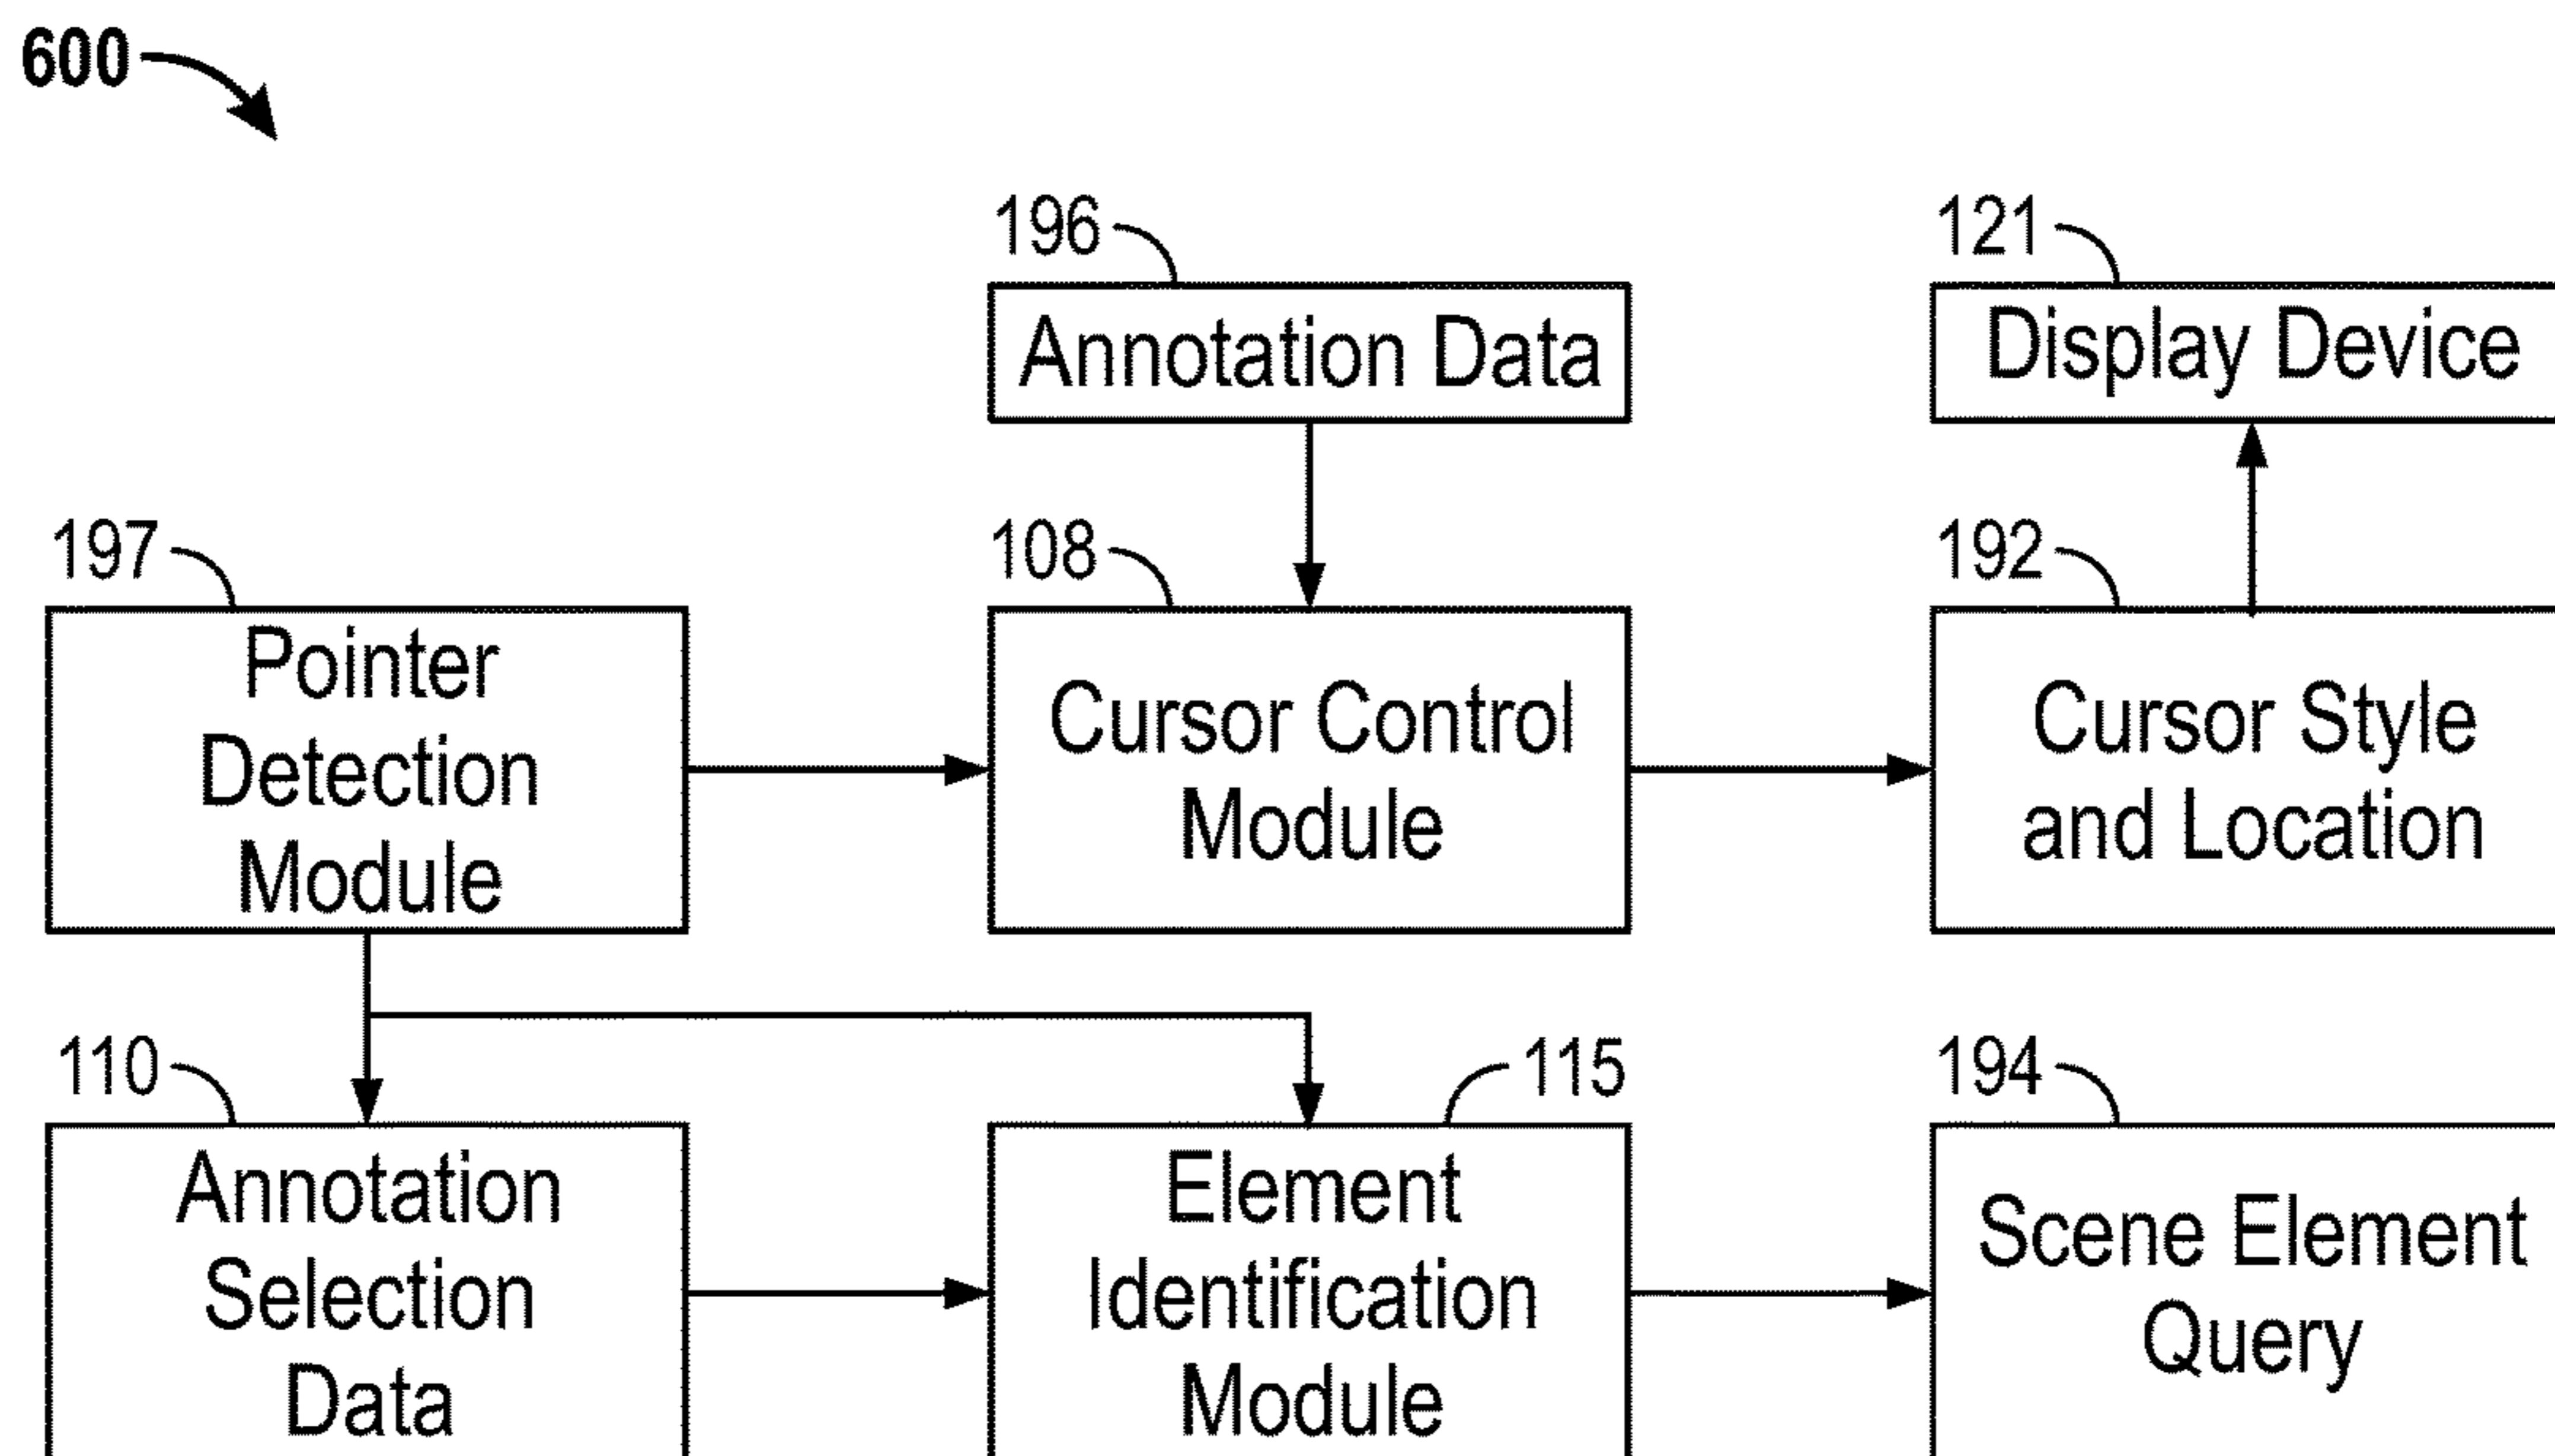 600
196
Annotation Data
121
Display Device
197
Pointer
Detection
Module
108
Cursor Control
Module
192
Cursor Style
and Location
110
Annotation
Selection
Data
115
Element
Identification
Module
194
Scene Element
Query